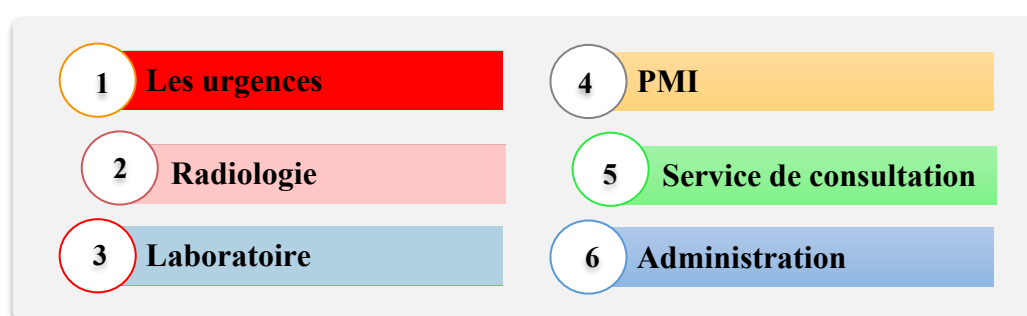 1 Les urgences
2 Radiologie
3 Laboratoire
4 PMI
5 Service de consultation
6 Administration